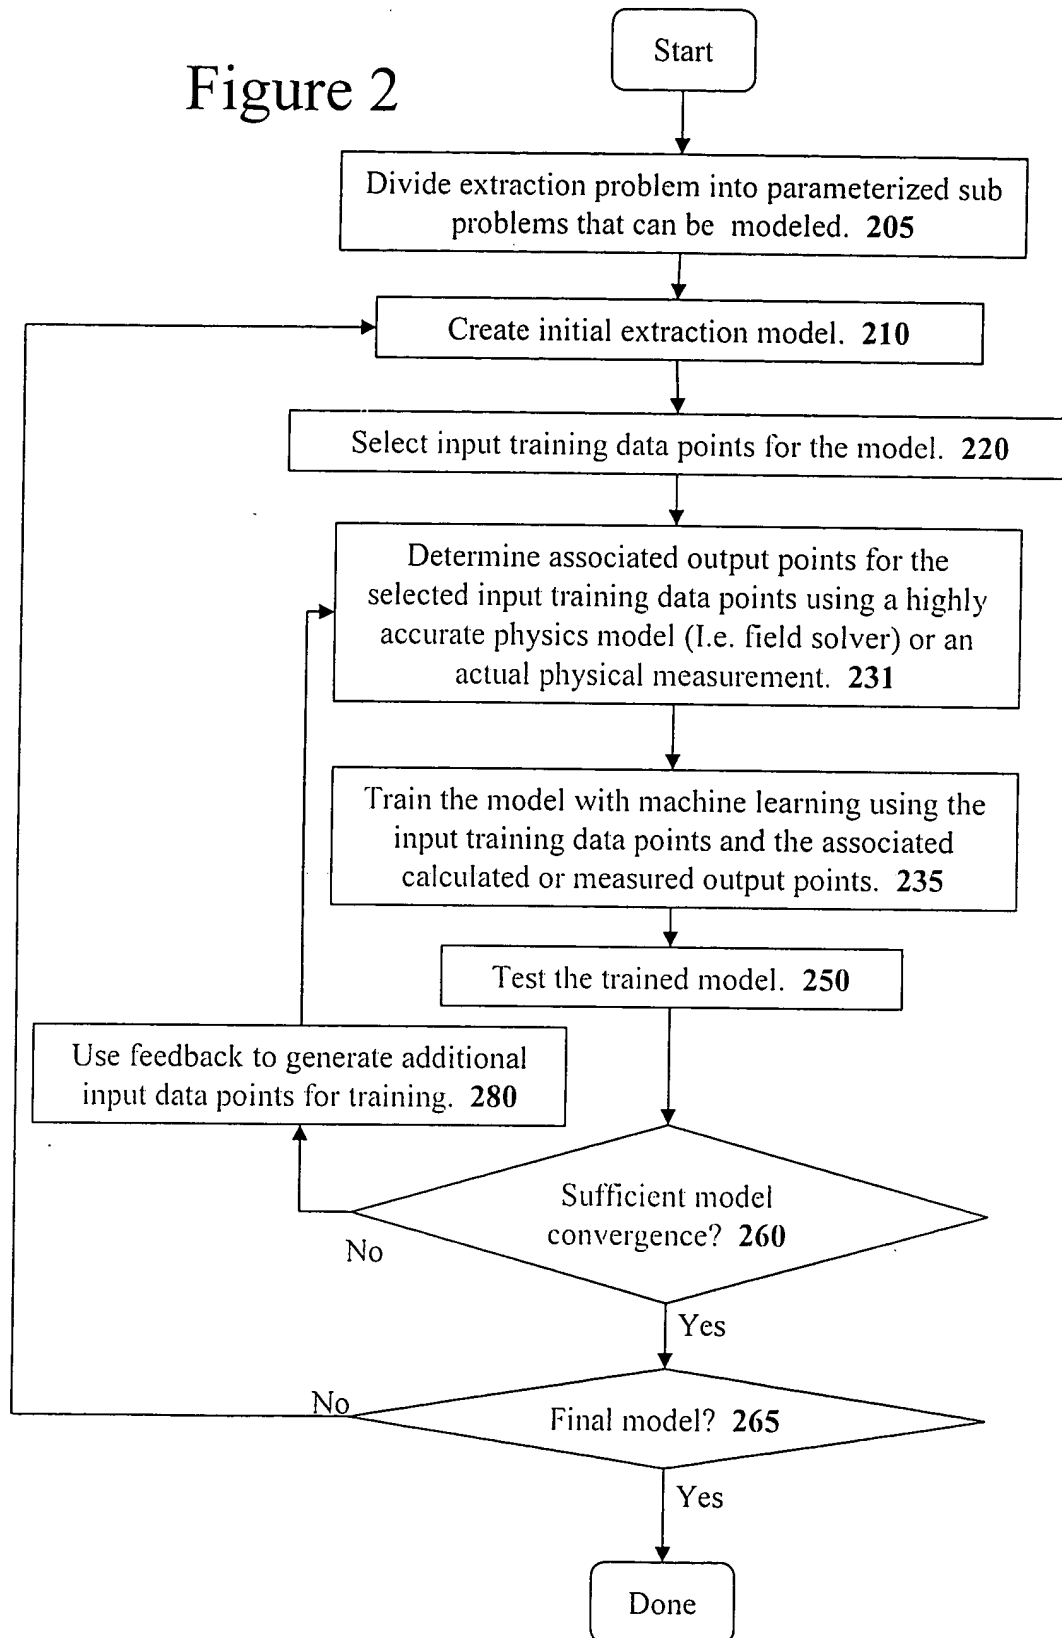 Start
Figure 2
Divide extraction problem into parameterized sub
problems that can be modeled. 205
Create initial extraction model. 210
Select input training data points for the model. 220
Determine associated output points for the
selected input training data points using a highly
accurate physics model (I.e. field solver) or an
actual physical measurement. 231
Train the model with machine learning using the
input training data points and the associated
calculated or measured output points. 235
Test the trained model. 250
Use feedback to generate additional
input data points for training. 280
Sufficient model
convergence? 260
No
Yes
No
Final model? 265
Yes
Done